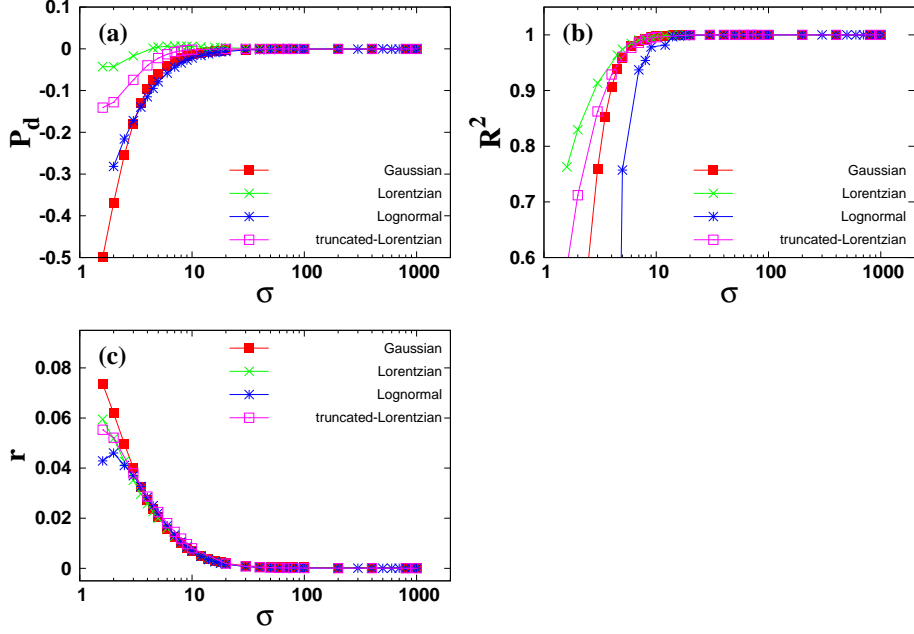 (a)
P_d
0
-0.1
-0.2
-0.3
-0.4
-0.5
Gaussian
Lorentzian
Lognormal
truncated-Lorentzian
1 10 100 1000
σ
(b)
R^2
1
0.9
0.8
0.7
0.6
Gaussian
Lorentzian
Lognormal
truncated-Lorentzian
1 10 100 1000
σ
(c)
r
0.08
0.06
0.04
0.02
0
Gaussian
Lorentzian
Lognormal
truncated-Lorentzian
1 10 100 1000
σ